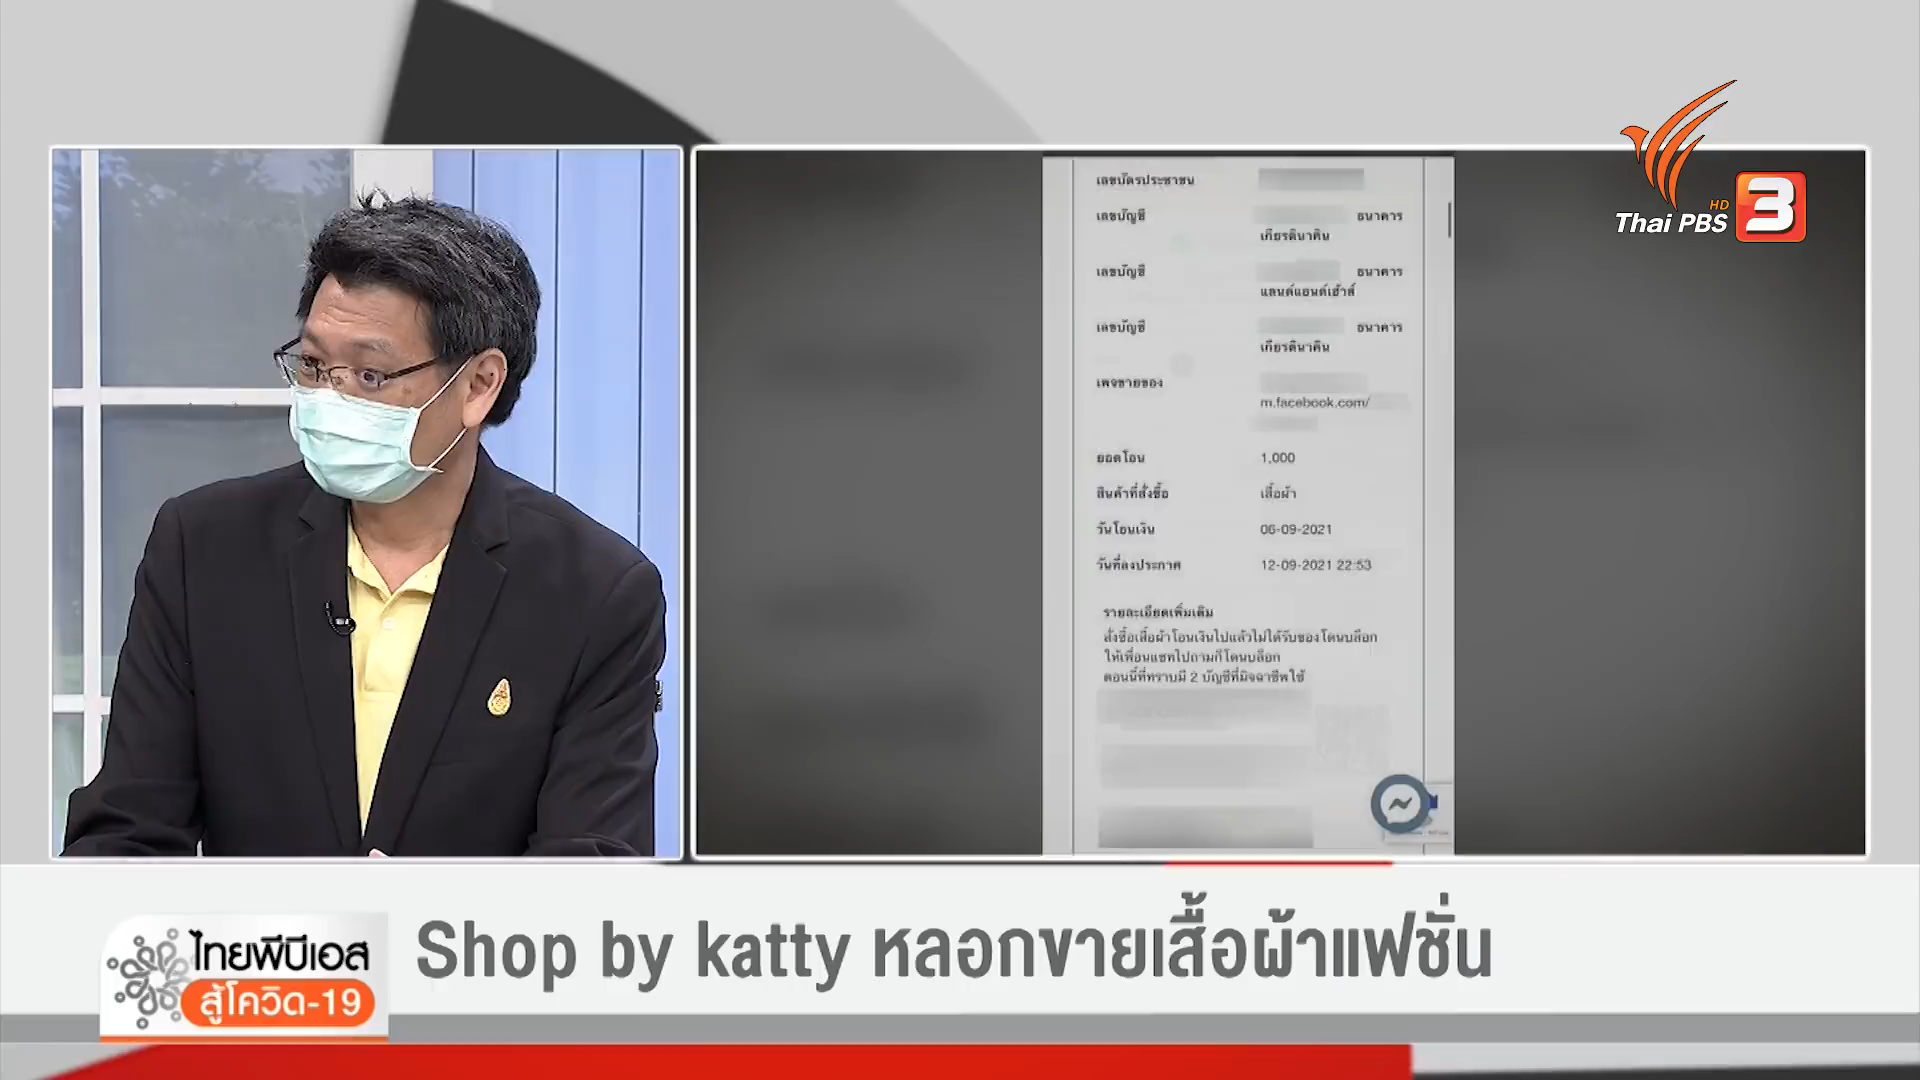 Thai PBS HD 3
เลขบัตรประชาชน
เลขบัญชี ธนาคาร
เกียรตินาคิน
เลขบัญชี ธนาคาร
แลนด์แอนด์เฮ้าส์
เลขบัญชี ธนาคาร
เกียรตินาคิน
เพจขายของ
m.facebook.com/
ยอดโอน 1,000
สินค้าที่สั่งซื้อ เสื้อผ้า
วันโอนเงิน 06-09-2021
วันที่ลงประกาศ 12-09-2021 22:53
รายละเอียดเพิ่มเติม
สั่งซื้อเสื้อผ้าโอนเงินไปแล้วไม่ได้รับของโดนบล็อก
ให้เพื่อนแชทไปถามก็โดนบล็อก
ตอนนี้ที่ทราบมี 2 บัญชีที่มิจฉาชีพใช้
ไทยพีบีเอส
สู้โควิด-19
Shop by katty หลอกขายเสื้อผ้าแฟชั่น